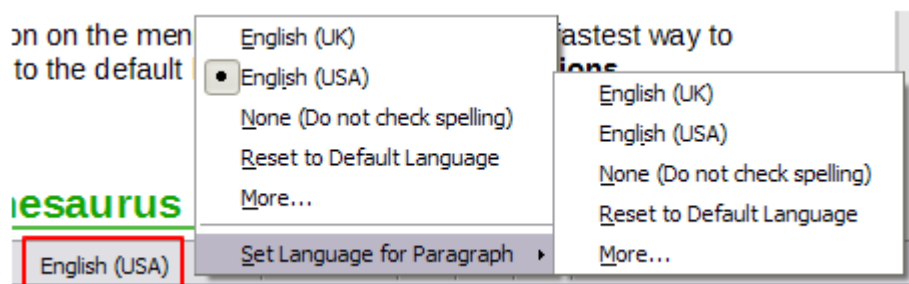 on on the men
fastest way to
to the default
ions
English (UK)
English (USA)
None (Do not check spelling)
Reset to Default Language
More...
Set Language for Paragraph
English (UK)
English (USA)
None (Do not check spelling)
Reset to Default Language
More...
hesaurus
English (USA)